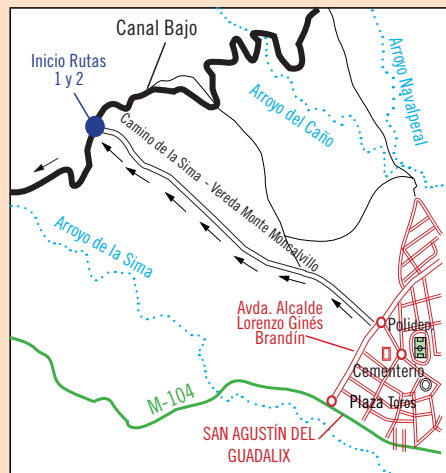 Canal Bajo
Inicio Rutas
1 y 2
Arroyo del Caño
Arroyo Navalperal
Camino de la Sima - Vereda Monte Moncalvillo
Arroyo de la Sima
Avda. Alcalde
Lorenzo Ginés
Brandín
Polidep.
Cementerio
Plaza Toros
M-104
SAN AGUSTÍN DEL
GUADALIX